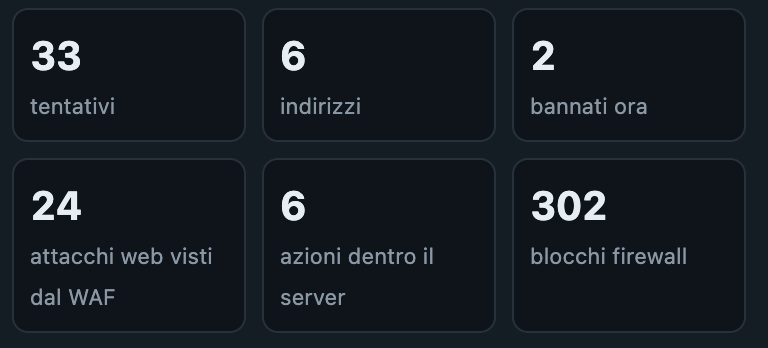 33
tentativi
6
indirizzi
2
bannati ora
24
attacchi web visti
dal WAF
6
azioni dentro il
server
302
blocchi firewall